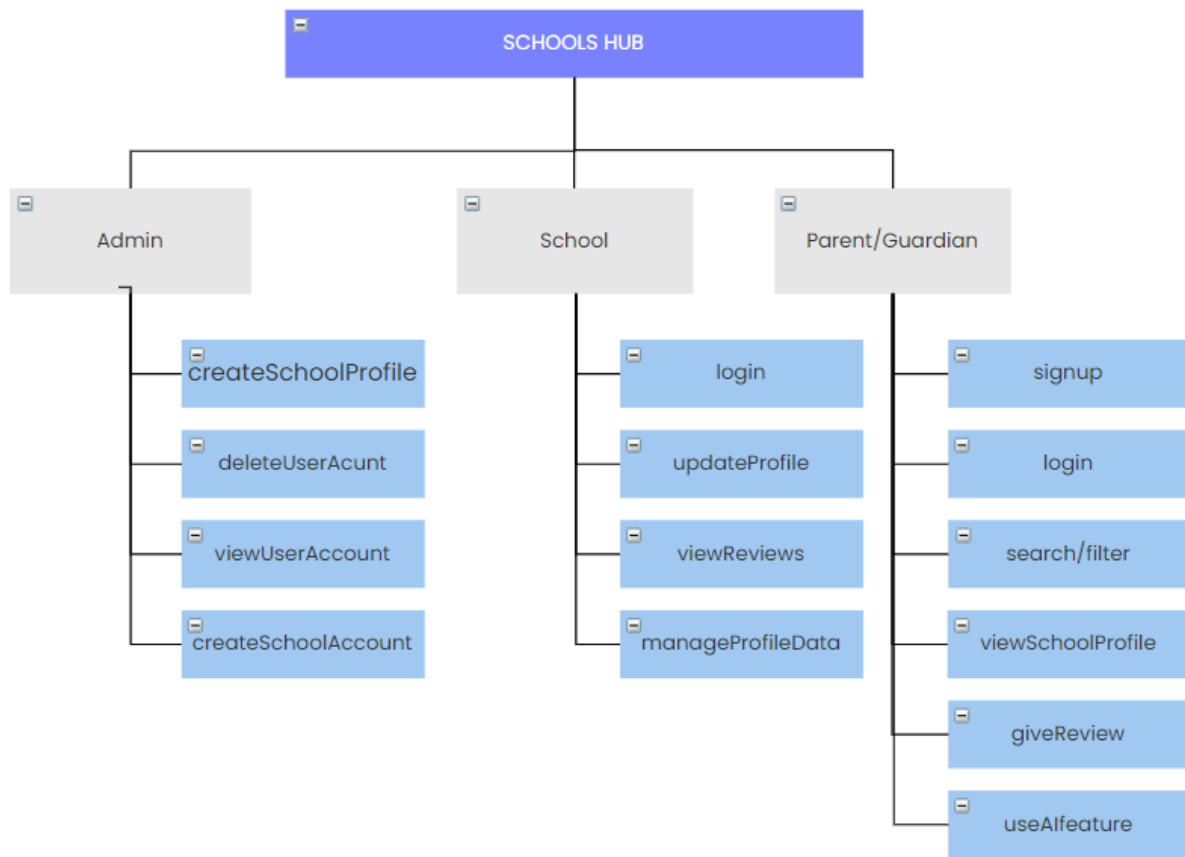 SCHOOLS HUB
Admin
School
Parent/Guardian
createSchoolProfile
login
signup
deleteUserAcunt
updateProfile
login
viewUserAccount
viewReviews
search/filter
createSchoolAccount
manageProfileData
viewSchoolProfile
giveReview
useAIfeature